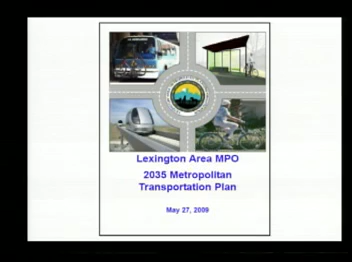 Lexington Area MPO
2035 Metropolitan
Transportation Plan
May 27, 2009